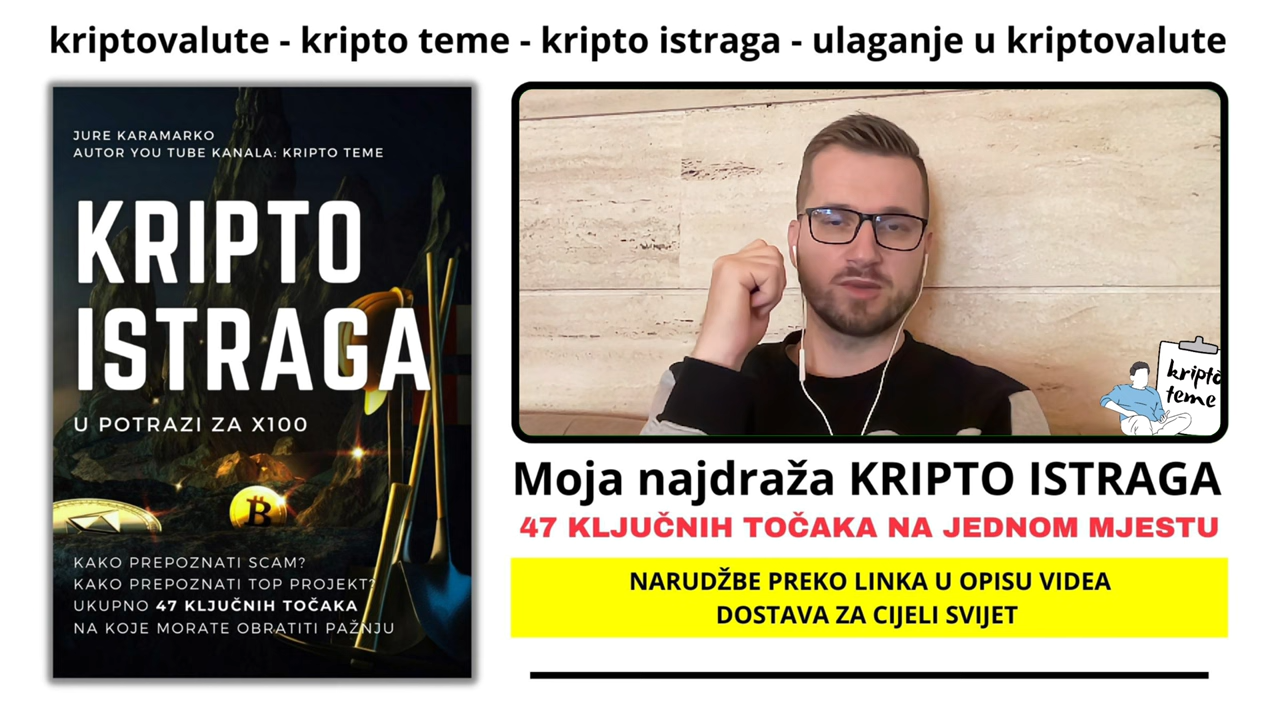 kriptovalute - kripto teme - kripto istraga - ulaganje u kriptovalute
JURE KARAMARKO
AUTOR YOU TUBE KANALA: KRIPTO TEME
KRIPTO
ISTRAGA
U POTRAZI ZA X100
B
KAKO PREPOZNATI SCAM?
KAKO PREPOZNATI TOP PROJEKT?
UKUPNO 47 KLJUČNIH TOČAKA
NA KOJE MORATE OBRATITI PAŽNJU
kripto
teme
Moja najdraža KRIPTO ISTRAGA
47 KLJUČNIH TOČAKA NA JEDNOM MJESTU
NARUDŽBE PREKO LINKA U OPISU VIDEA
DOSTAVA ZA CIJELI SVIJET